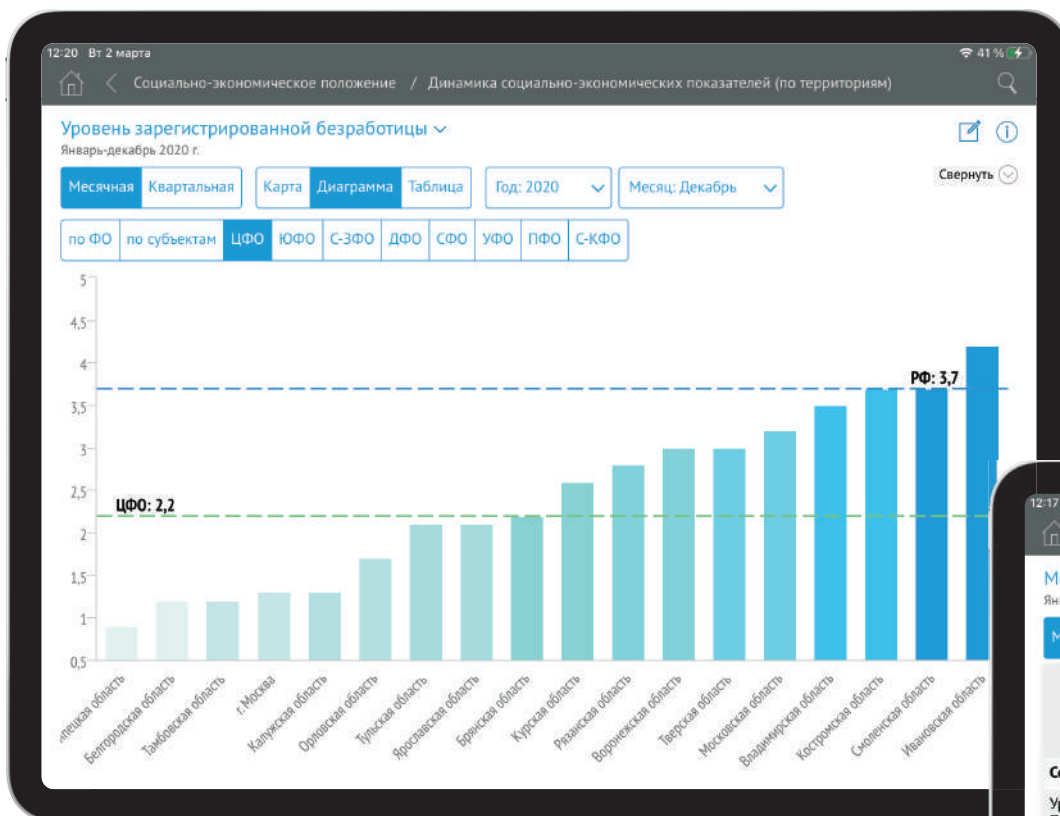 12:20 Вт 2 марта 41 %
Социально-экономическое положение / Динамика социально-экономических показателей (по территориям)
Уровень зарегистрированной безработицы
Январь-декабрь 2020 г.
Свернуть
Месячная Квартальная Карта Диаграмма Таблица Год: 2020 Месяц: Декабрь
по ФО по субъектам ЦФО ЮФО С-ЗФО ДФО СФО УФО ПФО С-КФО
5
4,5
4
РФ: 3,7
3,5
3
2,5
ЦФО: 2,2
2
1,5
1
0,5
Белгородская область
Тамбовская область
г. Москва
Калужская область
Орловская область
Тульская область
Ярославская область
Брянская область
Курская область
Рязанская область
Воронежская область
Тверская область
Московская область
Владимирская область
Костромская область
Смоленская область
Ивановская область
12:17